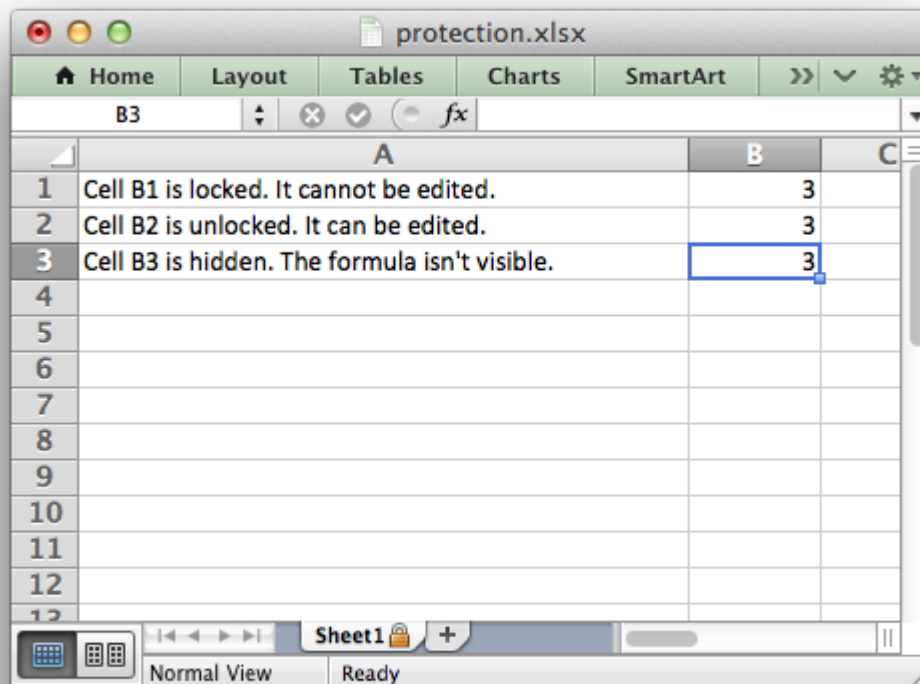 protection.xlsx
Home Layout Tables Charts SmartArt
B3 fx
A B C
1 Cell B1 is locked. It cannot be edited. 3
2 Cell B2 is unlocked. It can be edited. 3
3 Cell B3 is hidden. The formula isn't visible. 3
4
5
6
7
8
9
10
11
12
13
Sheet1 +
Normal View Ready